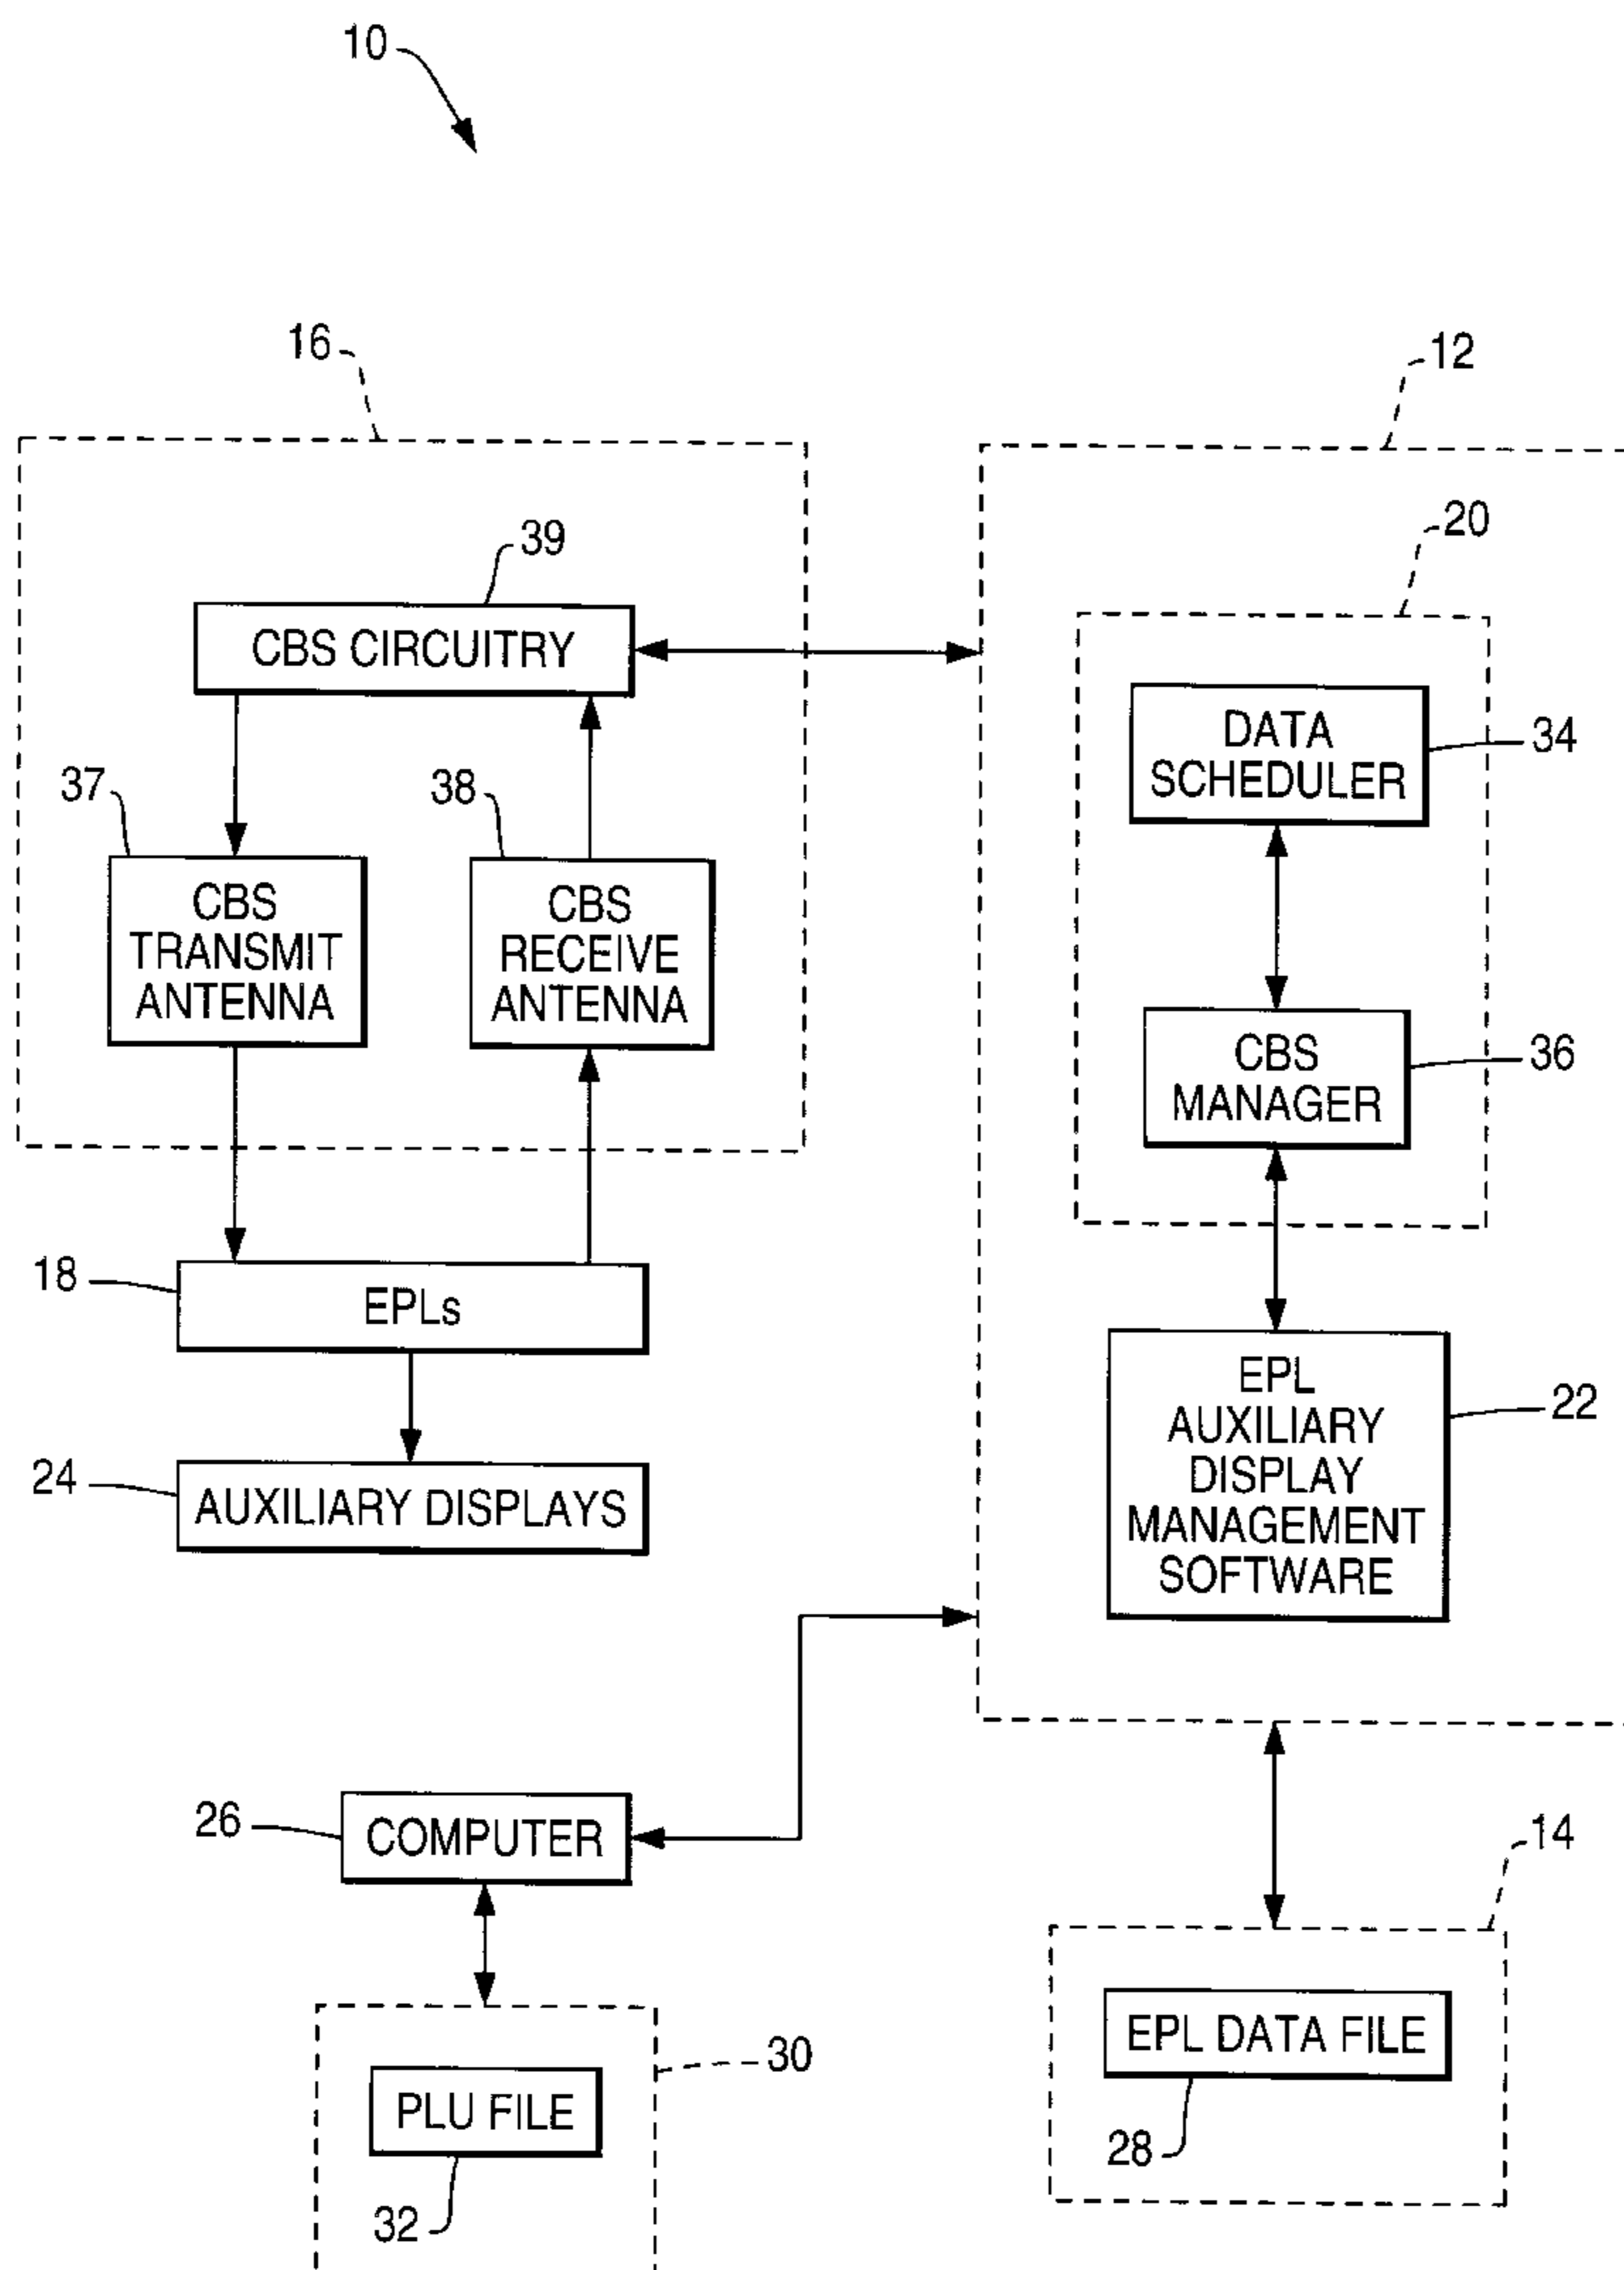 10
16
12
20
39
CBS CIRCUITRY
DATA
SCHEDULER
34
37
38
CBS
TRANSMIT
ANTENNA
CBS
RECEIVE
ANTENNA
CBS
MANAGER
36
18
EPLs
EPL
AUXILIARY
DISPLAY
MANAGEMENT
SOFTWARE
22
24
AUXILIARY DISPLAYS
26
COMPUTER
14
EPL DATA FILE
28
30
PLU FILE
32